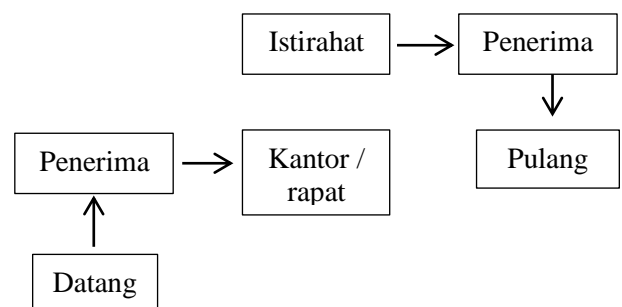 Istirahat
Penerima
Penerima
Kantor /
rapat
Pulang
Datang